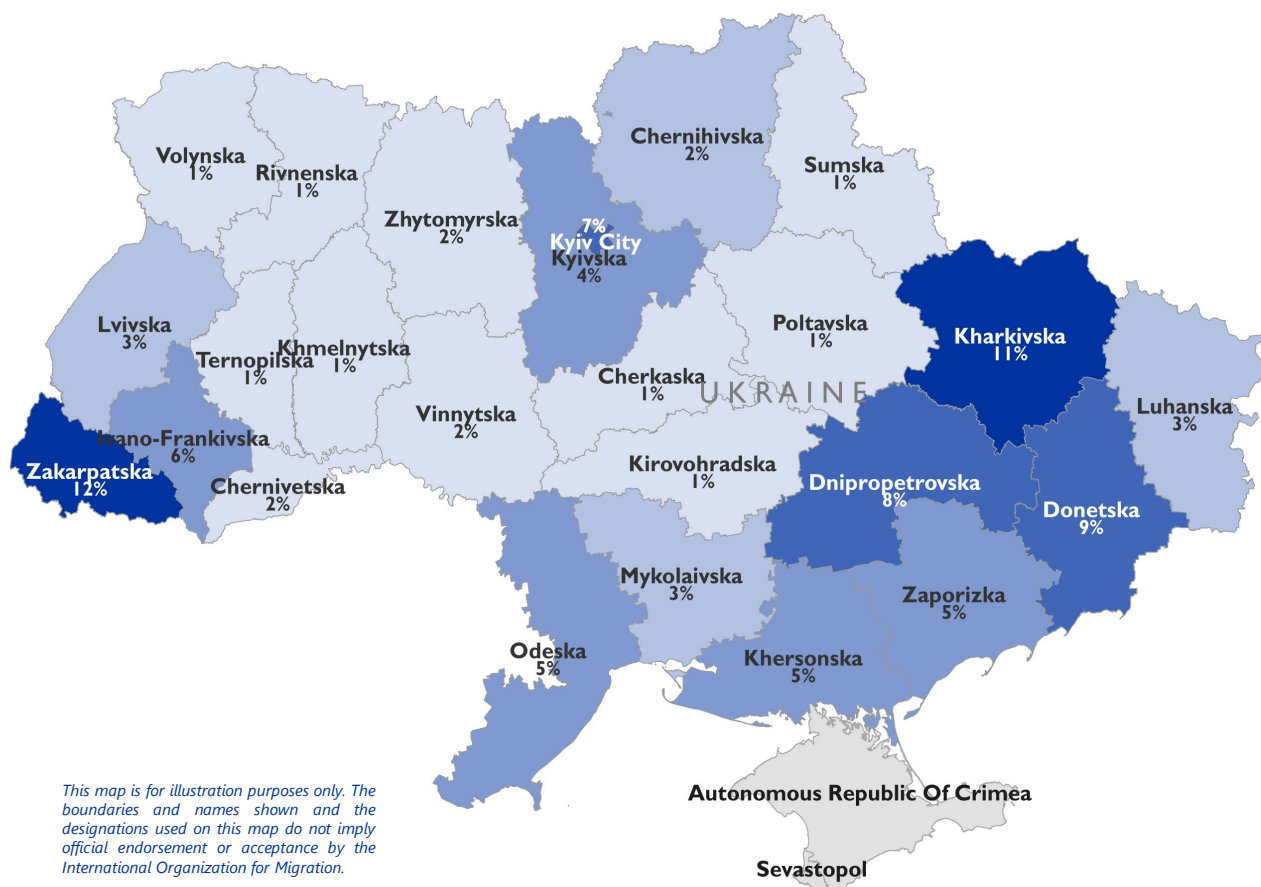 Chernihivska
2%
Volynska
1%
Rivnenska
1%
Sumska
1%
Zhytomyrska
2%
7%
Kyiv City
Kyivska
4%
Lvivska
3%
Ternopilska
1%
Khmelnytska
1%
Poltavska
1%
Kharkivska
11%
Cherkaska
1%
UKRAINE
Vinnytska
2%
Luhanska
3%
Ivano-Frankivska
6%
Zakarpatska
12%
Chernivetska
2%
Kirovohradska
1%
Dnipropetrovska
8%
Donetska
9%
Mykolaivska
3%
Zaporizka
5%
Odeska
5%
Khersonska
5%
Autonomous Republic Of Crimea
Sevastopol
This map is for illustration purposes only. The
boundaries and names shown and the
designations used on this map do not imply
official endorsement or acceptance by the
International Organization for Migration.